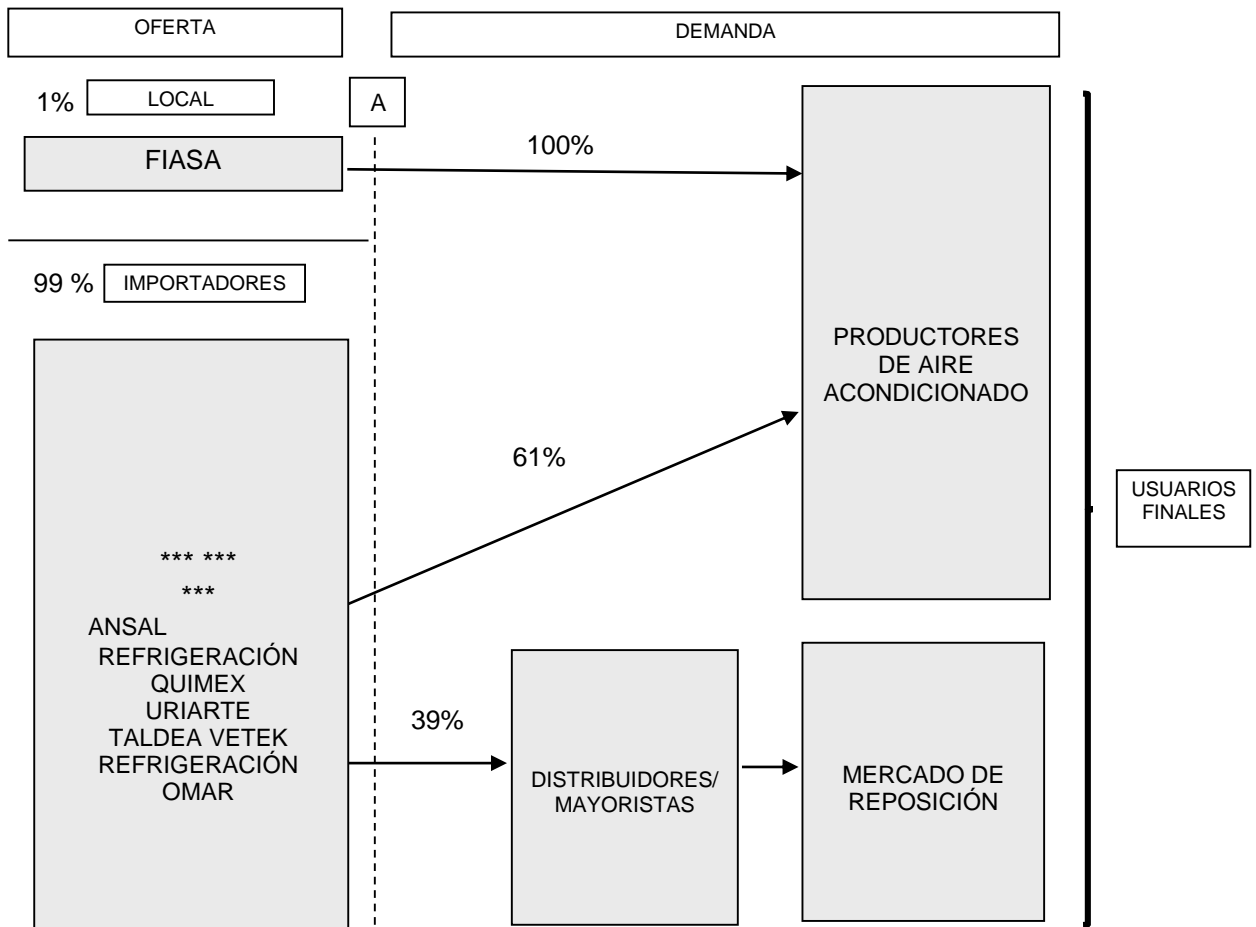 OFERTA
DEMANDA
1%
LOCAL
A
FIASA
100%
99 %
IMPORTADORES
PRODUCTORES
DE AIRE
ACONDICIONADO
61%
USUARIOS
FINALES
*** ***
***
ANSAL
REFRIGERACIÓN
QUIMEX
URIARTE
TALDEA VETEK
REFRIGERACIÓN
OMAR
39%
DISTRIBUIDORES/
MAYORISTAS
MERCADO DE
REPOSICIÓN